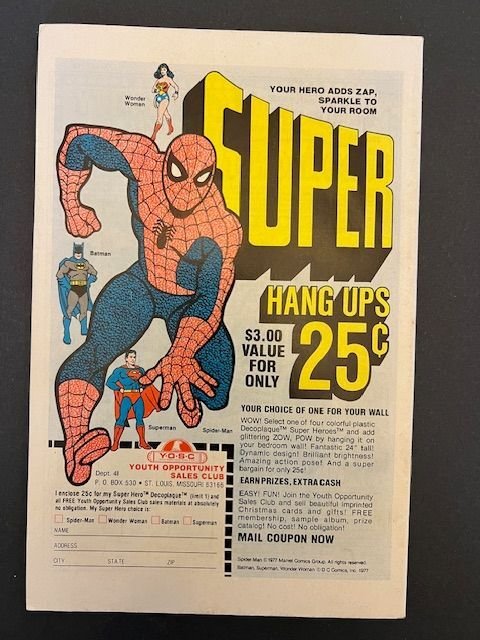 YOUR HERO ADDS ZAP,
SPARKLE TO
YOUR ROOM
Wonder
Woman
SUPER
Batman
HANG UPS
$3.00
VALUE
FOR
ONLY
25¢
Superman
Spider-Man
YOUR CHOICE OF ONE FOR YOUR WALL
WOW! Select one of four colorful plastic
Decoplaque™ Super Heroes™ and add
glittering ZOW, POW by hanging it on
your bedroom wall! Fantastic 24" tall!
Dynamic design! Brilliant brightness!
Amazing action pose! And a super
bargain for only 25¢!
EARN PRIZES, EXTRA CASH
EASY! FUN! Join the Youth Opportunity
Sales Club and sell beautiful imprinted
Christmas cards and gifts! FREE
membership, sample album, prize
catalog! No cost! No obligation!
MAIL COUPON NOW
Spider Man © 1977 Marvel Comics Group. All rights reserved.
Batman, Superman, Wonder Woman © D C Comics, Inc. 1977
Y·O·S·C
YOUTH OPPORTUNITY
SALES CLUB
Dept. 41
P. O. BOX 530 • ST. LOUIS, MISSOURI 63166
I enclose 25¢ for my Super Hero™ Decoplaque™ (limit 1) and
all FREE Youth Opportunity Sales Club sales materials at absolutely
no obligation. My Super Hero choice is:
Spider-Man Wonder Woman Batman Superman
NAME
ADDRESS
CITY STATE ZIP